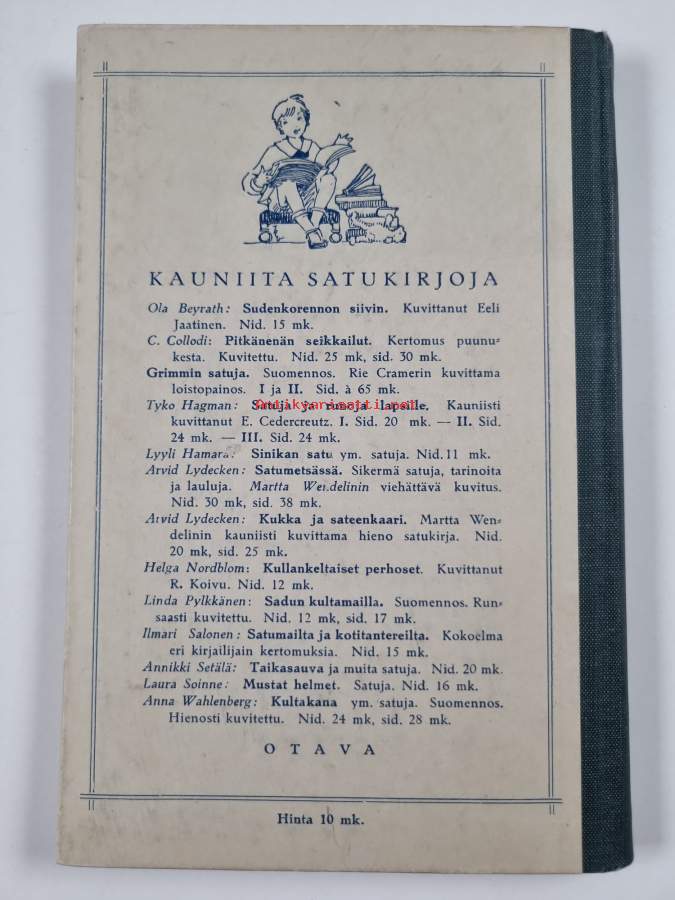 KAUNIITA SATUKIRJOJA
Ola Beyrath: Sudenkorennon siivin. Kuvittanut Eeli
Jaatinen. Nid. 15 mk.
C. Collodi: Pitkänenän seikkailut. Kertomus puunu-
kesta. Kuvitettu. Nid. 25 mk, sid. 30 mk.
Grimmin satuja. Suomennos. Rie Cramerin kuvittama
loistopainos. I ja II. Sid. à 65 mk.
Antikvariaatti.net
Tyko Hagman: Satuja ja runoja lapsille. Kauniisti
kuvittanut E. Cedercreutz. I. Sid. 20 mk. — II. Sid.
24 mk. — III. Sid. 24 mk.
Lyyli Hamara: Sinikan satu ym. satuja. Nid. 11 mk.
Arvid Lydecken: Satumetsässä. Sikermä satuja, tarinoita
ja lauluja. Martta Wendelinin viehättävä kuvitus.
Nid. 30 mk, sid. 38 mk.
Arvid Lydecken: Kukka ja sateenkaari. Martta Wen-
delinin kauniisti kuvittama hieno satukirja. Nid.
20 mk, sid. 25 mk.
Helga Nordblom: Kullankeltaiset perhoset. Kuvittanut
R. Koivu. Nid. 12 mk.
Linda Pylkkänen: Sadun kultamailla. Suomennos. Run-
saasti kuvitettu. Nid. 12 mk, sid. 17 mk.
Ilmari Salonen: Satumailta ja kotitantereilta. Kokoelma
eri kirjailijain kertomuksia. Nid. 15 mk.
Annikki Setälä: Taikasauva ja muita satuja. Nid. 20 mk.
Laura Soinne: Mustat helmet. Satuja. Nid. 16 mk.
Anna Wahlenberg: Kultakana ym. satuja. Suomennos.
Hienosti kuvitettu. Nid. 24 mk, sid. 28 mk.
OTAVA
Hinta 10 mk.